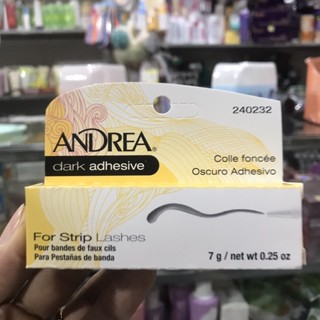 240232
ANDREA®
dark adhesive
Colle foncée
Oscuro Adhesivo
For Strip Lashes
Pour bandes de faux cils
Para Pestañas de banda
7 g / net wt 0.25 oz